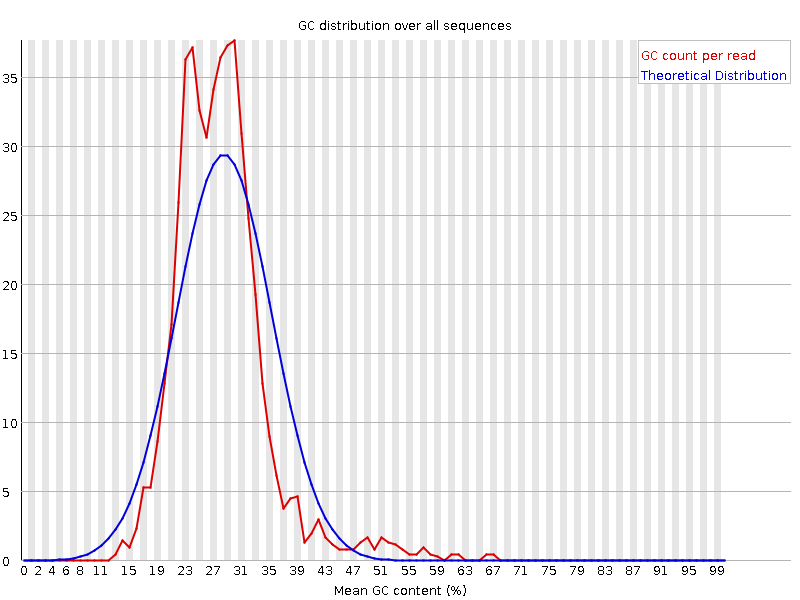 GC distribution over all sequences
GC count per read
Theoretical Distribution
35
30
25
20
15
10
5
0
0 2 4 6 8 11 15 19 23 27 31 35 39 43 47 51 55 59 63 67 71 75 79 83 87 91 95 99
Mean GC content (%)